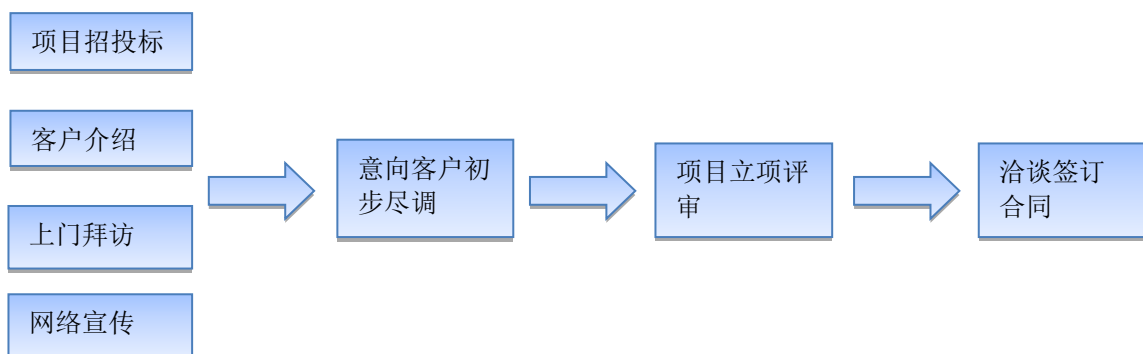 项目招投标
客户介绍
上门拜访
网络宣传
意向客户初
步尽调
项目立项评
审
洽谈签订
合同